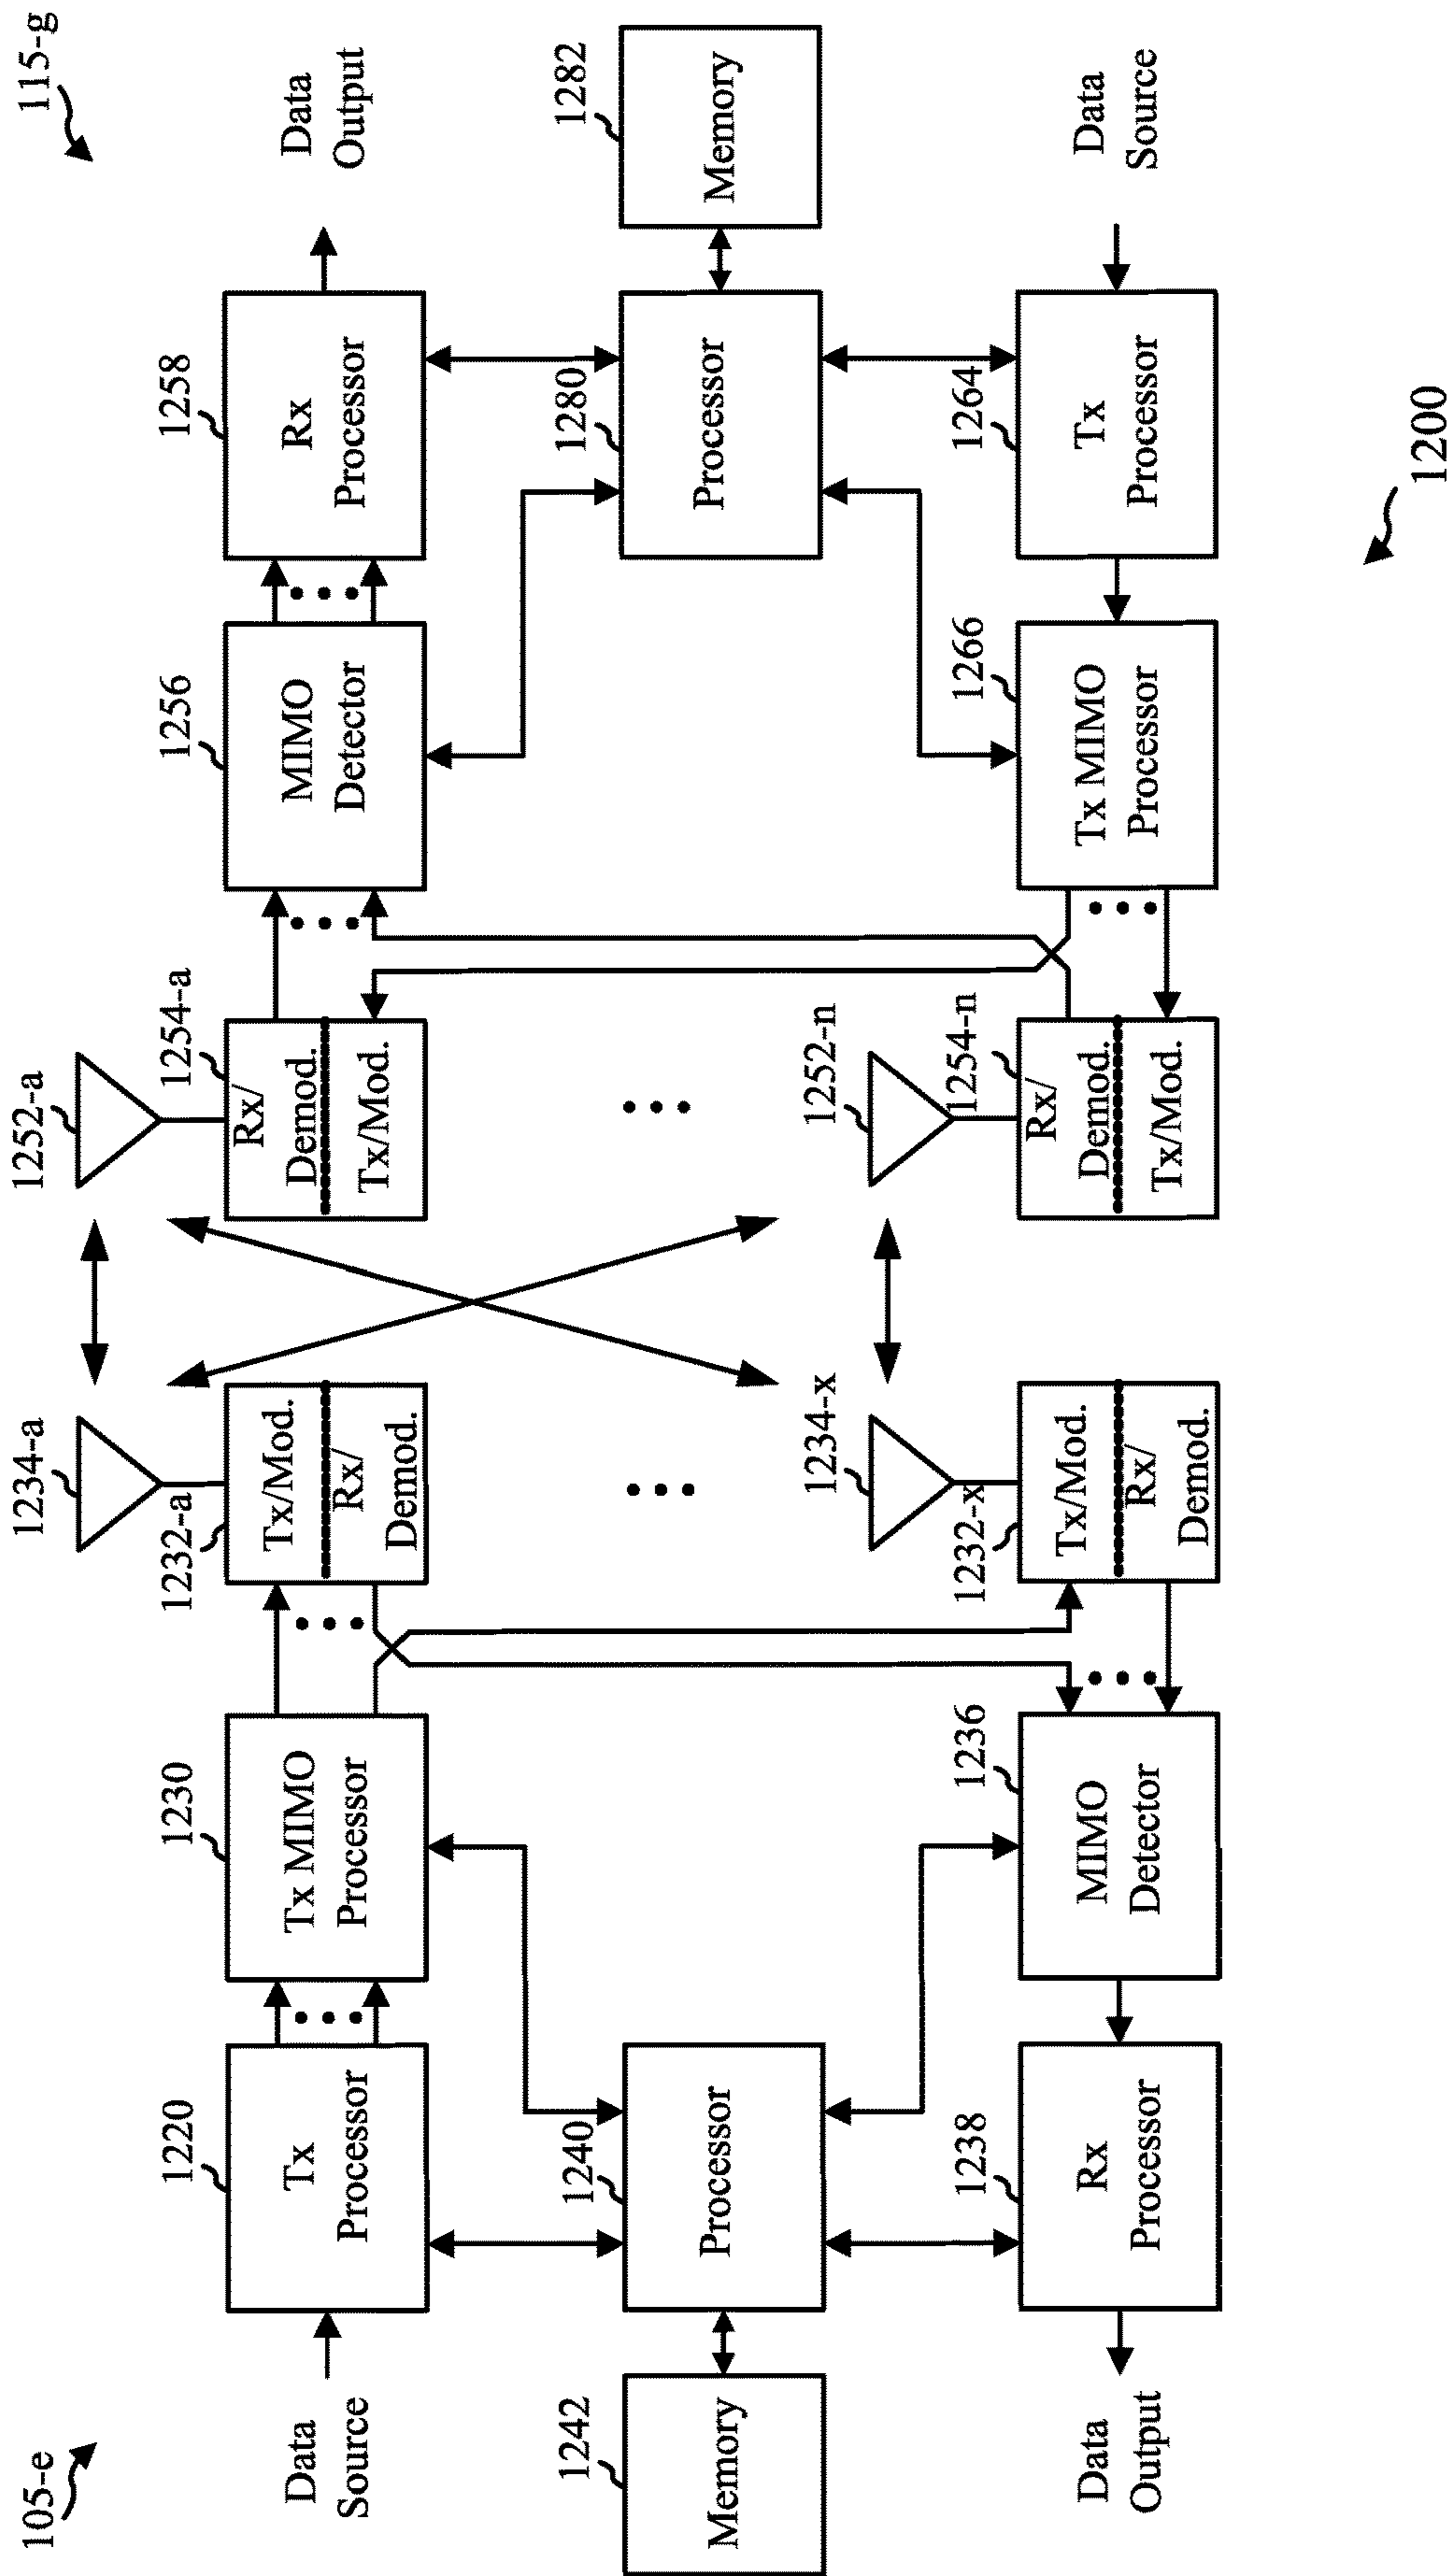 105-e
115-g
Data
Source
1220
Tx
Processor
1230
Tx MIMO
Processor
1234-a
1232-a
Tx/Mod.
Rx/
Demod.
1252-a
1254-a
Rx/
Demod.
Tx/Mod.
1256
MIMO
Detector
1258
Rx
Processor
Data
Output
1242
Memory
1240
Processor
1280
Processor
1282
Memory
Data
Output
1238
Rx
Processor
1236
MIMO
Detector
1234-x
1232-x
Tx/Mod.
Rx/
Demod.
1252-n
1254-n
Rx/
Demod.
Tx/Mod.
1266
Tx MIMO
Processor
1264
Tx
Processor
Data
Source
1200